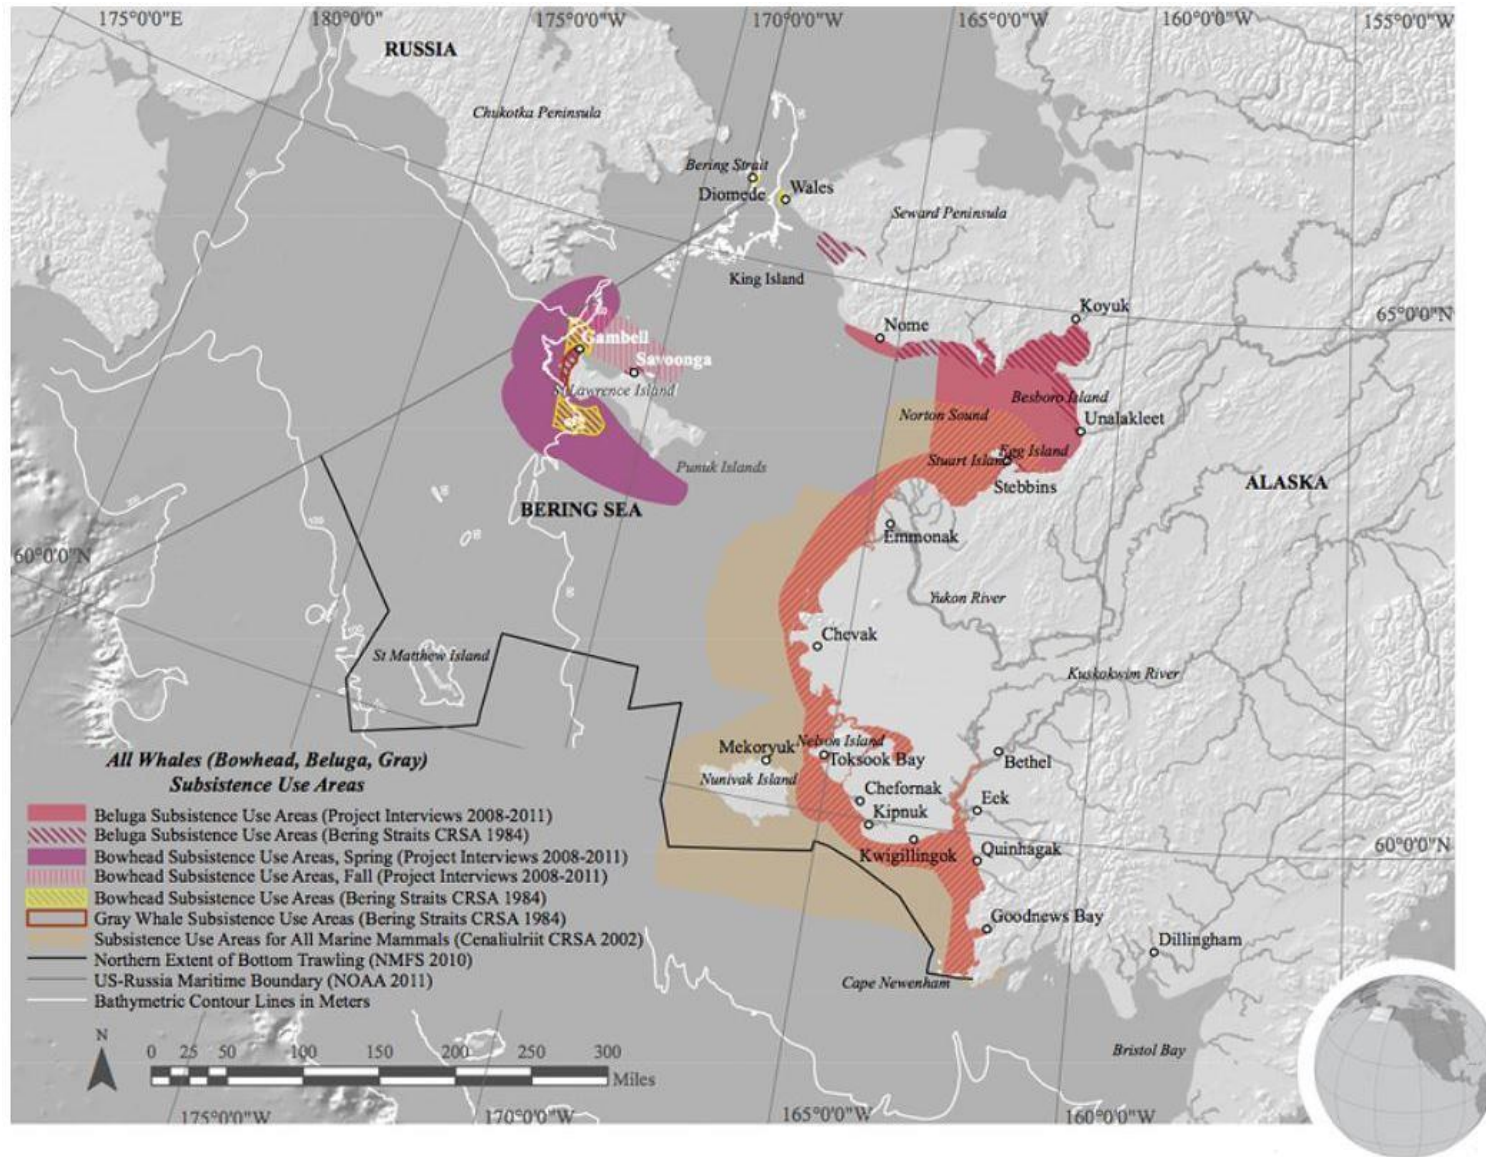 175°0'0"E
180°0'0"
175°0'0"W
170°0'0"W
165°0'0"W
160°0'0"W
155°0'0"W
RUSSIA
Chukotka Peninsula
Bering Strait
Diomede
Wales
Seward Peninsula
King Island
Koyuk
65°0'0"N
Nome
Gambell
Savoonga
St Lawrence Island
Besboro Island
Norton Sound
Unalakleet
Egg Island
Stuart Island
Punuk Islands
Stebbins
ALASKA
BERING SEA
Emmonak
60°0'0"N
Yukon River
Chevak
St Matthew Island
Kuskokwim River
Nelson Island
Mekoryuk
Toksook Bay
Bethel
Nunivak Island
Chefornak
Eek
Kipnuk
60°0'0"N
Kwigillingok
Quinhagak
Goodnews Bay
Dillingham
Cape Newenham
Bristol Bay
All Whales (Bowhead, Beluga, Gray)
Subsistence Use Areas
Beluga Subsistence Use Areas (Project Interviews 2008-2011)
Beluga Subsistence Use Areas (Bering Straits CRSA 1984)
Bowhead Subsistence Use Areas, Spring (Project Interviews 2008-2011)
Bowhead Subsistence Use Areas, Fall (Project Interviews 2008-2011)
Bowhead Subsistence Use Areas (Bering Straits CRSA 1984)
Gray Whale Subsistence Use Areas (Bering Straits CRSA 1984)
Subsistence Use Areas for All Marine Mammals (Cenaliulriit CRSA 2002)
Northern Extent of Bottom Trawling (NMFS 2010)
US-Russia Maritime Boundary (NOAA 2011)
Bathymetric Contour Lines in Meters
N
0 25 50 100 150 200 250 300
Miles
175°0'0"W
170°0'0"W
165°0'0"W
160°0'0"W